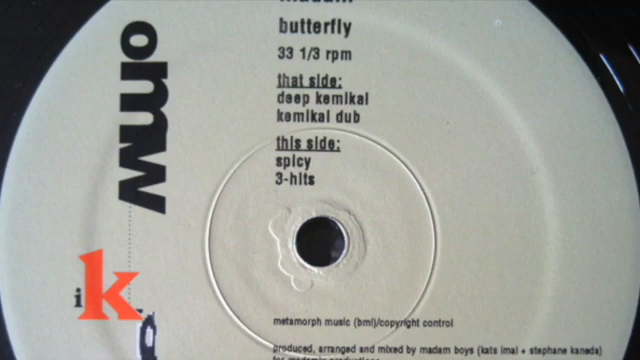 butterfly
33 1/3 rpm
that side:
deep kemikal
kemikal dub
this side:
spicy
3-hits
omw
k
metamorph music (bmi)/copyright control
produced, arranged and mixed by madam boys (kats imai + stephane kaneda)